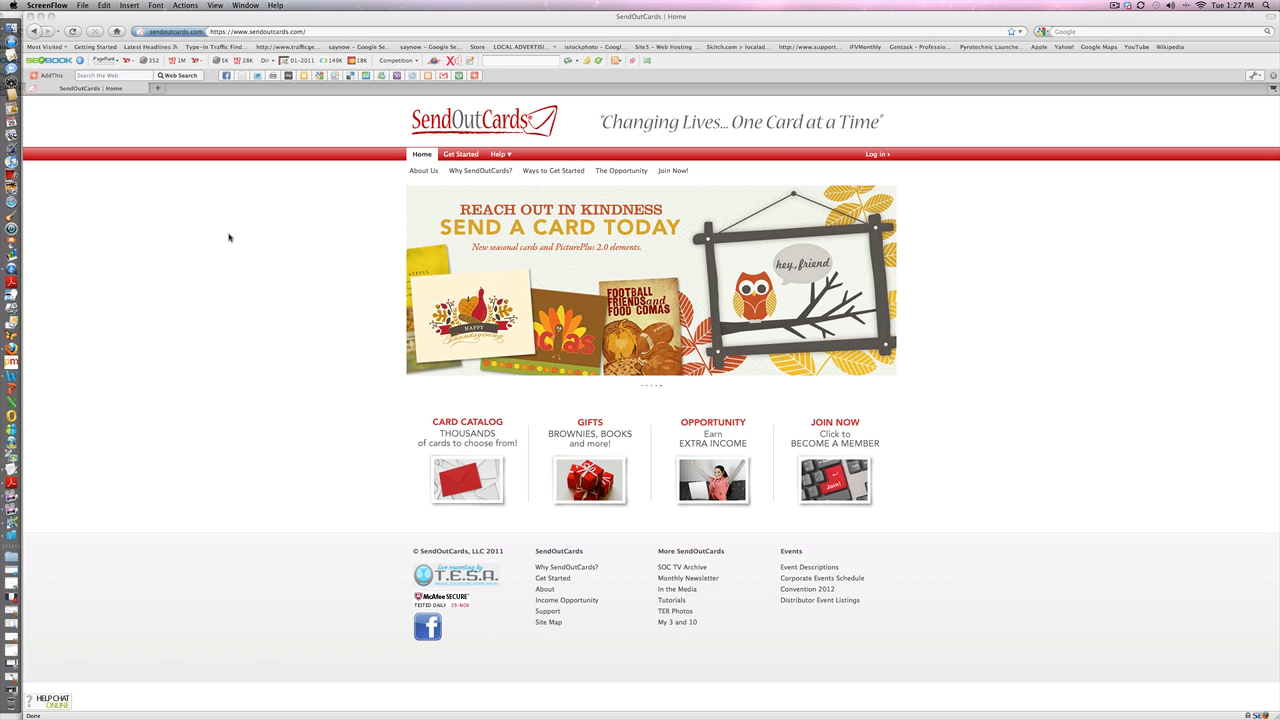 ScreenFlow File Edit Insert Font Actions View Window Help Tue 1:27 PM
SendOutCards | Home
sendoutcards.com https://www.sendoutcards.com/ Google
Most Visited Getting Started Latest Headlines Type-In Traffic Find... http://www.trafficge... saynow - Google Se... saynow - Google Se... Store LOCAL ADVERTISI... istockphoto - Goog... Site5 - Web Hosting ... Skitch.com > localad... http://www.support... iFVMonthly Gentask - Professio... Pyrotechnic Launch... Apple Yahoo! Google Maps YouTube Wikipedia
SEOBOOK PageRank 352 1M 5K 28K Dir 01-2011 149K 18K Competition
AddThis Search the Web Web Search
SendOutCards | Home
SendOutCards "Changing Lives... One Card at a Time"
Home Get Started Help Log in
About Us Why SendOutCards? Ways to Get Started The Opportunity Join Now!
REACH OUT IN KINDNESS
SEND A CARD TODAY
New seasonal cards and PicturePlus 2.0 elements.
hey, friend
FOOTBALL
FRIENDS and
FOOD COMAS
HAPPY
Thanksgiving
CARD CATALOG GIFTS OPPORTUNITY JOIN NOW
THOUSANDS BROWNIES, BOOKS Earn Click to
of cards to choose from! and more! EXTRA INCOME BECOME A MEMBER
Join!
© SendOutCards, LLC 2011 SendOutCards More SendOutCards Events
Why SendOutCards? SOC TV Archive Event Descriptions
Live reporting by T.E.S.A. Get Started Monthly Newsletter Corporate Events Schedule
About In the Media Convention 2012
McAfee SECURE Income Opportunity Tutorials Distributor Event Listings
TESTED DAILY 29-NOV Support TER Photos
Site Map My 3 and 10
HELP CHAT
ONLINE
Done